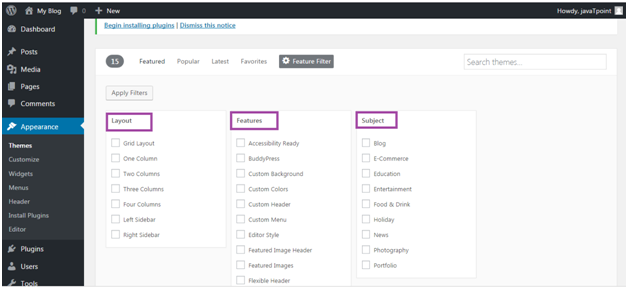 My Blog 0 New Howdy, javaTpoint
Dashboard
Posts
Media
Pages
Comments
Appearance
Themes
Customize
Widgets
Menus
Header
Install Plugins
Editor
Plugins
Users
Tools
Begin installing plugins | Dismiss this notice
15 Featured Popular Latest Favorites Feature Filter Search themes...
Apply Filters
Layout
Grid Layout
One Column
Two Columns
Three Columns
Four Columns
Left Sidebar
Right Sidebar
Features
Accessibility Ready
BuddyPress
Custom Background
Custom Colors
Custom Header
Custom Menu
Editor Style
Featured Image Header
Featured Images
Flexible Header
Subject
Blog
E-Commerce
Education
Entertainment
Food & Drink
Holiday
News
Photography
Portfolio